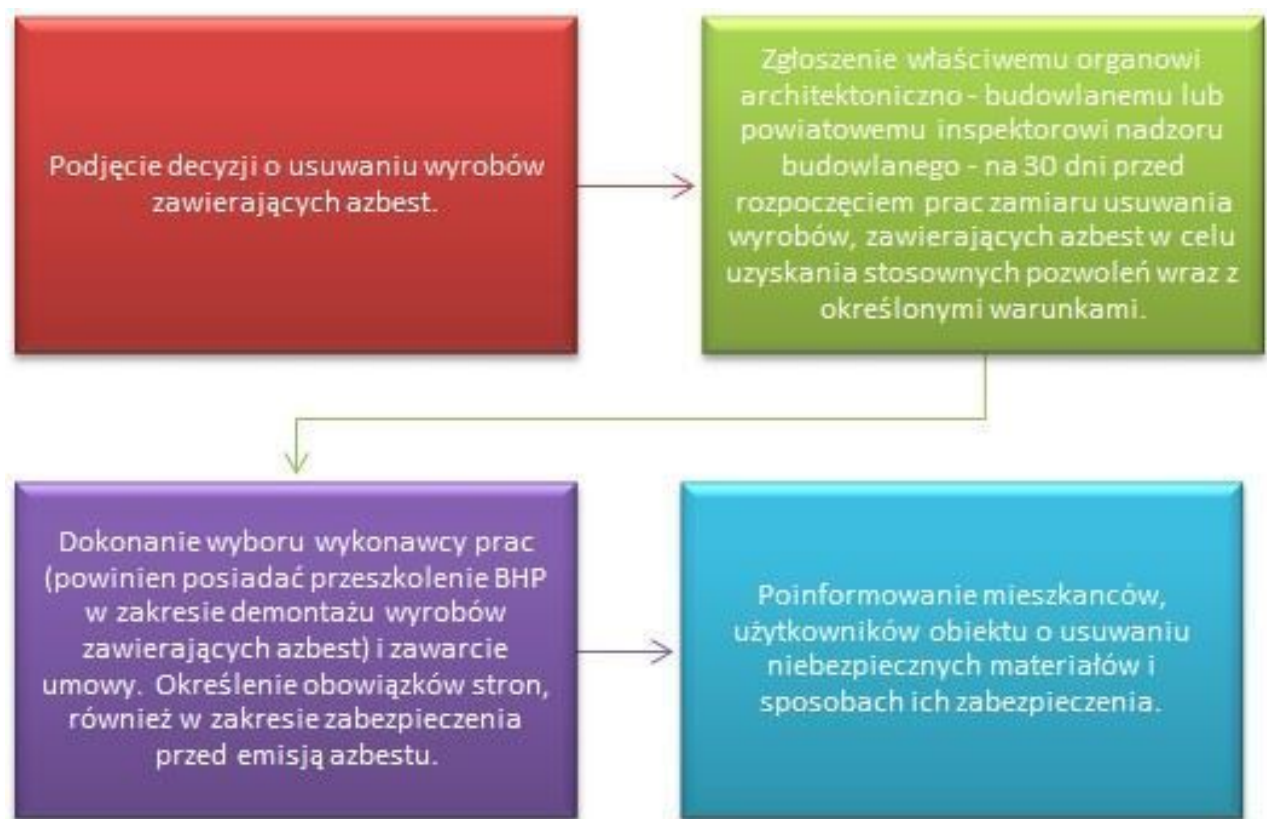 Podjęcie decyzji o usuwaniu wyrobów
zawierających azbest.
Zgłoszenie właściwemu organowi
architektoniczno - budowlanemu lub
powiatowemu inspektorowi nadzoru
budowlanego - na 30 dni przed
rozpoczęciem prac zamiaru usuwania
wyrobów, zawierających azbest w celu
uzyskania stosownych pozwoleń wraz z
określonymi warunkami.
Dokonanie wyboru wykonawcy prac
(powinien posiadać przeszkolenie BHP
w zakresie demontażu wyrobów
zawierających azbest) i zawarcie
umowy. Określenie obowiązków stron,
również w zakresie zabezpieczenia
przed emisją azbestu.
Poinformowanie mieszkanców,
użytkowników obiektu o usuwaniu
niebezpiecznych materiałów i
sposobach ich zabezpieczenia.